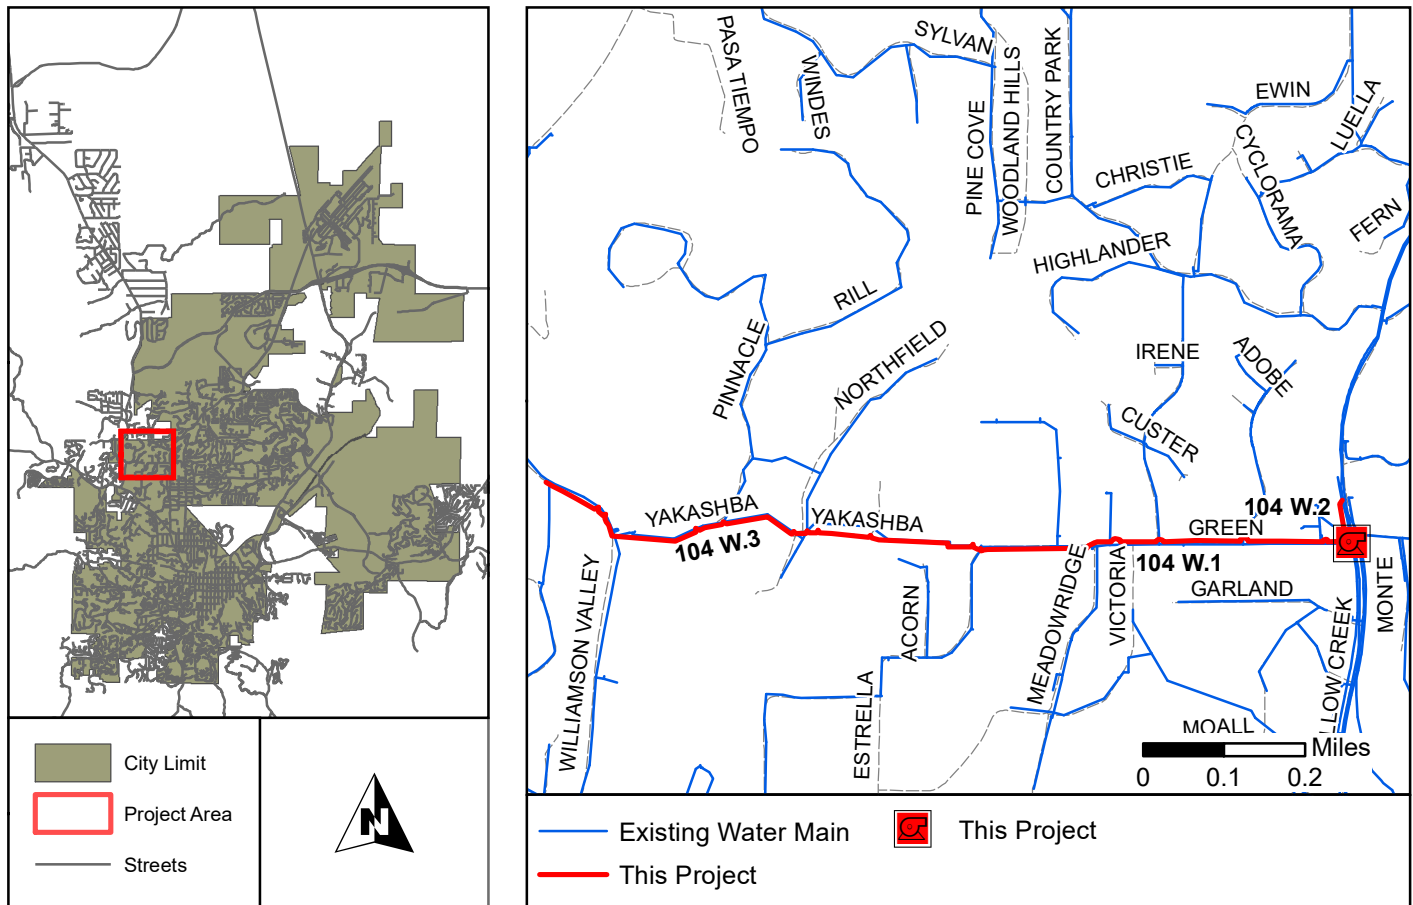 PASA TIEMPO
WINDES
SYLVAN
PINE COVE
WOODLAND HILLS
COUNTRY PARK
EWIN
LUELLA
CHRISTIE
CYCLORAMA
FERN
HIGHLANDER
RILL
PINNACLE
NORTHFIELD
IRENE
ADOBE
CUSTER
YAKASHBA
104 W.3
YAKASHBA
104 W.2
GREEN
104 W.1
GARLAND
WILLIAMSON VALLEY
ACORN
ESTRELLA
MEADOWRIDGE
VICTORIA
MONTE
LLOW CREEK
MOALL
Miles
0 0.1 0.2
City Limit
Project Area
Streets
N
Existing Water Main
This Project
This Project